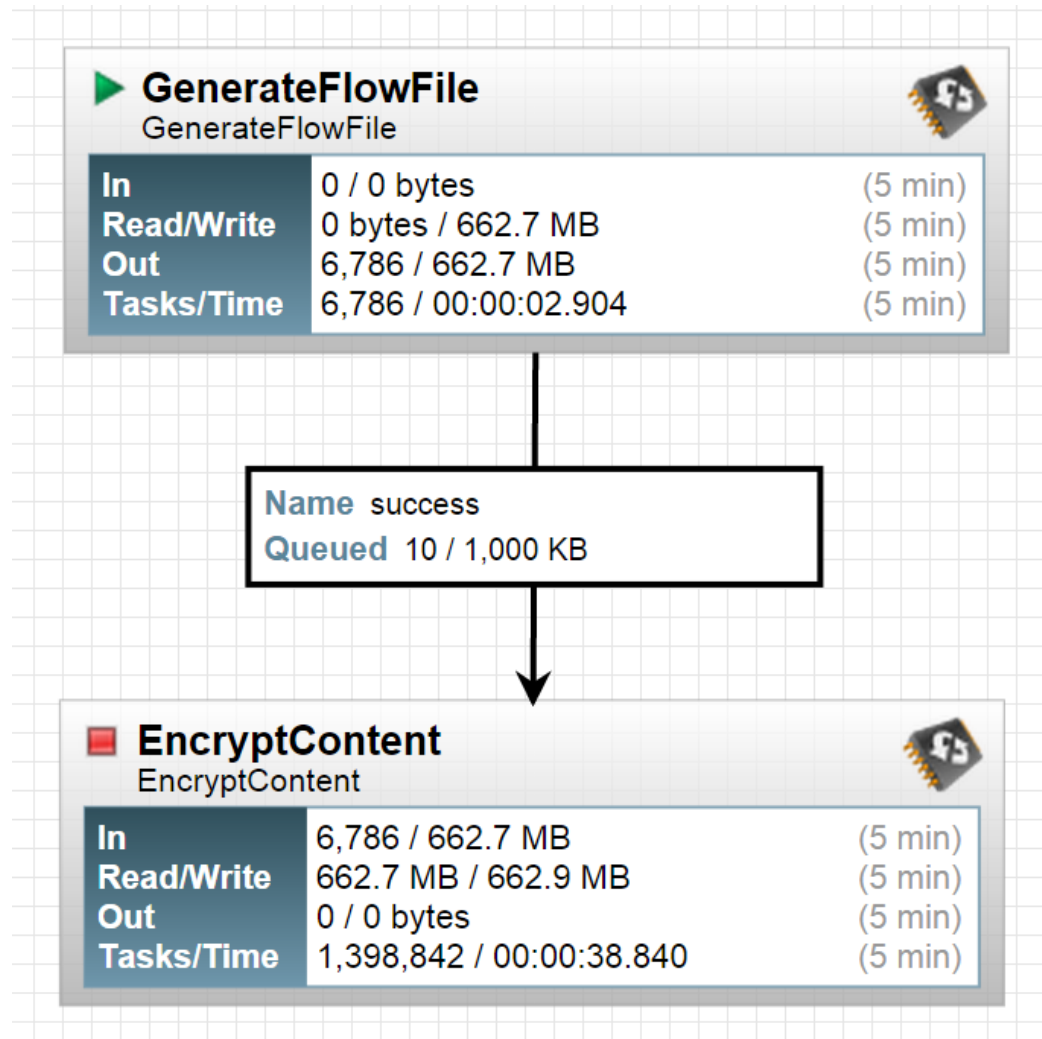 GenerateFlowFile
GenerateFlowFile
In 0 / 0 bytes (5 min)
Read/Write 0 bytes / 662.7 MB (5 min)
Out 6,786 / 662.7 MB (5 min)
Tasks/Time 6,786 / 00:00:02.904 (5 min)
Name success
Queued 10 / 1,000 KB
EncryptContent
EncryptContent
In 6,786 / 662.7 MB (5 min)
Read/Write 662.7 MB / 662.9 MB (5 min)
Out 0 / 0 bytes (5 min)
Tasks/Time 1,398,842 / 00:00:38.840 (5 min)